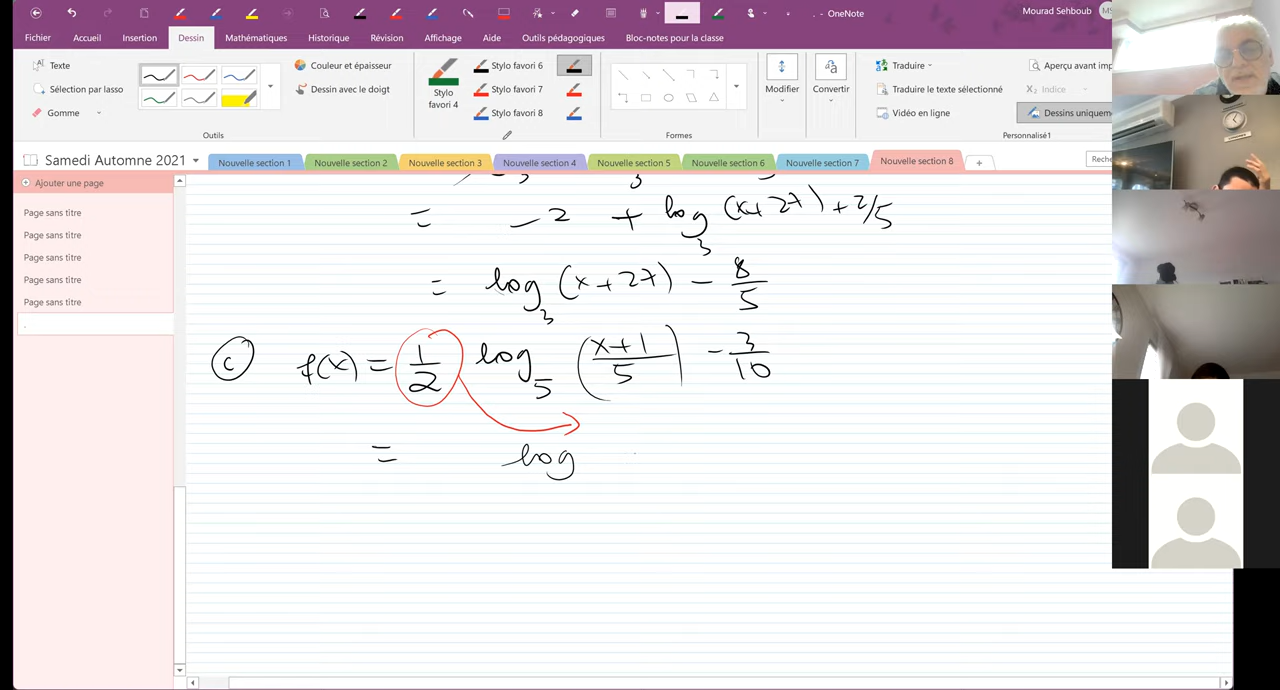 . - OneNote
Mourad Sehboub
MS
Fichier Accueil Insertion Dessin Mathématiques Historique Révision Affichage Aide Outils pédagogiques Bloc-notes pour la classe
Texte
Sélection par lasso
Gomme
Outils
Couleur et épaisseur
Dessin avec le doigt
Stylo favori 4
Stylo favori 6
Stylo favori 7
Stylo favori 8
Formes
Modifier
Convertir
Traduire
Traduire le texte sélectionné
Vidéo en ligne
Aperçu avant imp
Indice
Dessins uniquem
Personnalisé1
Samedi Automne 2021
Nouvelle section 1 Nouvelle section 2 Nouvelle section 3 Nouvelle section 4 Nouvelle section 5 Nouvelle section 6 Nouvelle section 7 Nouvelle section 8
Reche
Ajouter une page
Page sans titre
Page sans titre
Page sans titre
Page sans titre
Page sans titre
= -2 + log_3 (x+27) + 2/5
= log_3 (x+27) - 8/5
c) f(x) = 1/2 log_5 ((x+1)/5) - 3/10
= log